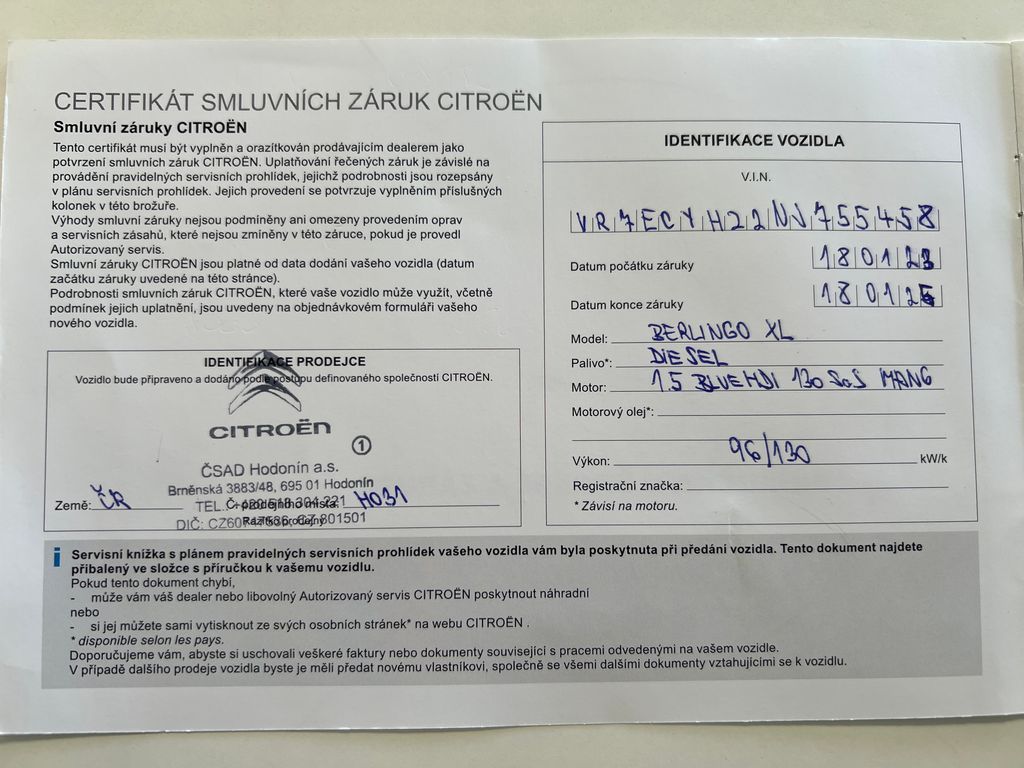 CERTIFIKÁT SMLUVNÍCH ZÁRUK CITROËN
Smluvní záruky CITROËN
Tento certifikát musí být vyplněn a orazítkován prodávajícím dealerem jako
potvrzení smluvních záruk CITROËN. Uplatňování řečených záruk je závislé na
provádění pravidelných servisních prohlídek, jejichž podrobnosti jsou rozepsány
v plánu servisních prohlídek. Jejich provedení se potvrzuje vyplněním příslušných
kolonek v této brožuře.
Výhody smluvní záruky nejsou podmíněny ani omezeny provedením oprav
a servisních zásahů, které nejsou zmíněny v této záruce, pokud je provedl
Autorizovaný servis.
Smluvní záruky CITROËN jsou platné od data dodání vašeho vozidla (datum
začátku záruky uvedené na této stránce).
Podrobnosti smluvních záruk CITROËN, které vaše vozidlo může využít, včetně
podmínek jejich uplatnění, jsou uvedeny na objednávkovém formuláři vašeho
nového vozidla.
IDENTIFIKACE PRODEJCE
Vozidlo bude připraveno a dodáno podle postupu definovaného společností CITROËN.
CITROËN
1
ČSAD Hodonín a.s.
Brněnská 3883/48, 695 01 Hodonín
TEL.:
Země: ČR Č. prodejního místa: H031
DIČ:
Razítko prodejny
IDENTIFIKACE VOZIDLA
V.I.N.
VR7ECYH22NJ755458
Datum počátku záruky 180123
Datum konce záruky 180125
Model: BERLINGO XL
Palivo*: DIESEL
Motor: 1.5 BLUEHDI 130 S&S MAN6
Motorový olej*:
Výkon: 96/130 kW/k
Registrační značka:
* Závisí na motoru.
i Servisní knížka s plánem pravidelných servisních prohlídek vašeho vozidla vám byla poskytnuta při předání vozidla. Tento dokument najdete
přibalený ve složce s příručkou k vašemu vozidlu.
Pokud tento dokument chybí,
- může vám váš dealer nebo libovolný Autorizovaný servis CITROËN poskytnout náhradní
nebo
- si jej můžete sami vytisknout ze svých osobních stránek* na webu CITROËN .
* disponible selon les pays.
Doporučujeme vám, abyste si uschovali veškeré faktury nebo dokumenty související s pracemi odvedenými na vašem vozidle.
V případě dalšího prodeje vozidla byste je měli předat novému vlastníkovi, společně se všemi dalšími dokumenty vztahujícími se k vozidlu.